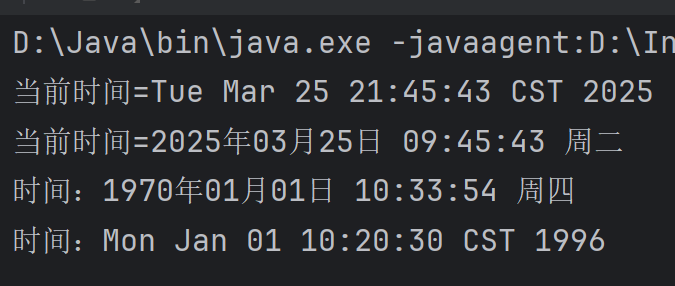 D:\Java\bin\java.exe -javaagent:D:\In
当前时间=Tue Mar 25 21:45:43 CST 2025
当前时间=2025年03月25日 09:45:43 周二
时间：1970年01月01日 10:33:54 周四
时间：Mon Jan 01 10:20:30 CST 1996